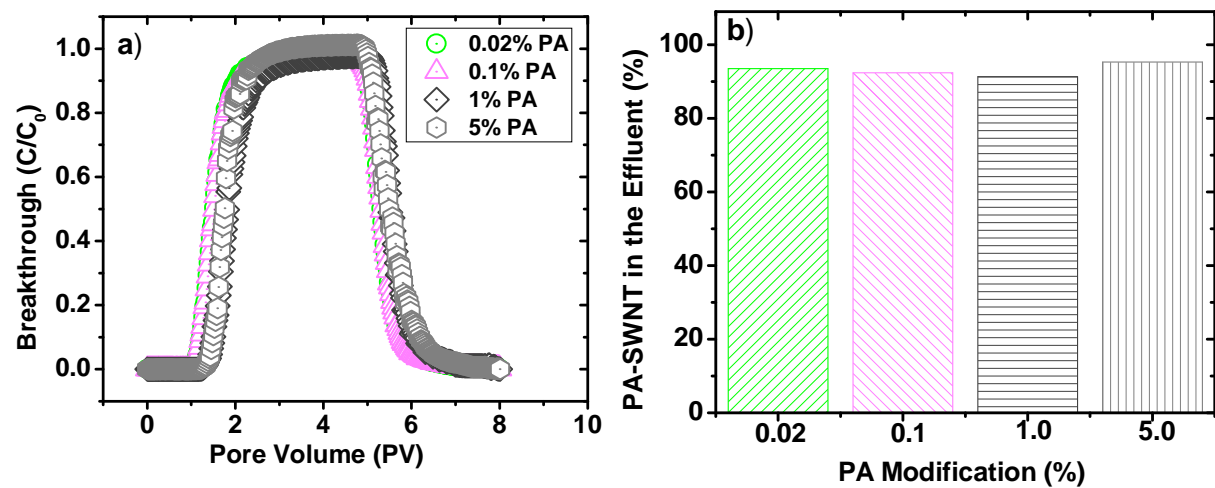 a)
Breakthrough (C/C0)
1.0
0.8
0.6
0.4
0.2
0.0
0 2 4 6 8 10
Pore Volume (PV)
0.02% PA
0.1% PA
1% PA
5% PA
b)
PA-SWNT in the Effluent (%)
100
80
60
40
20
0
0.02 0.1 1.0 5.0
PA Modification (%)